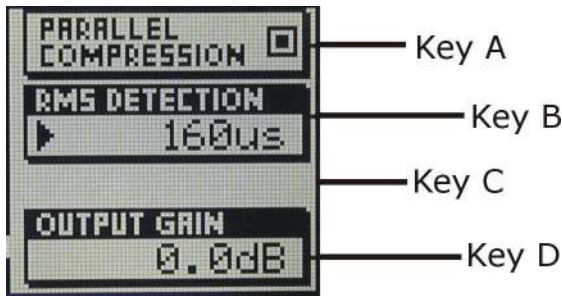 PARALLEL
COMPRESSION
Key A
RMS DETECTION
160us
Key B
Key C
OUTPUT GAIN
0.0dB
Key D